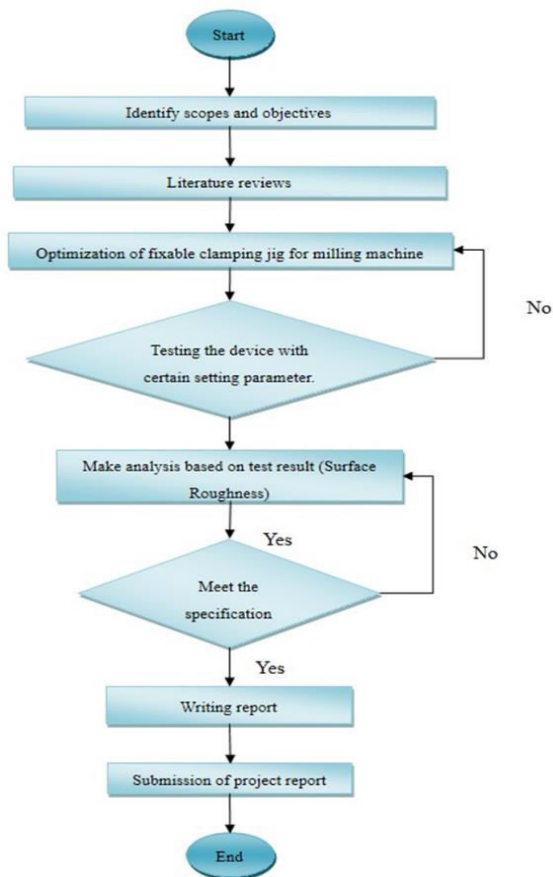 Start
Identify scopes and objectives
Literature reviews
Optimization of fixable clamping jig for milling machine
No
Testing the device with
certain setting parameter.
Make analysis based on test result (Surface
Roughness)
Yes
No
Meet the
specification
Yes
Writing report
Submission of project report
End